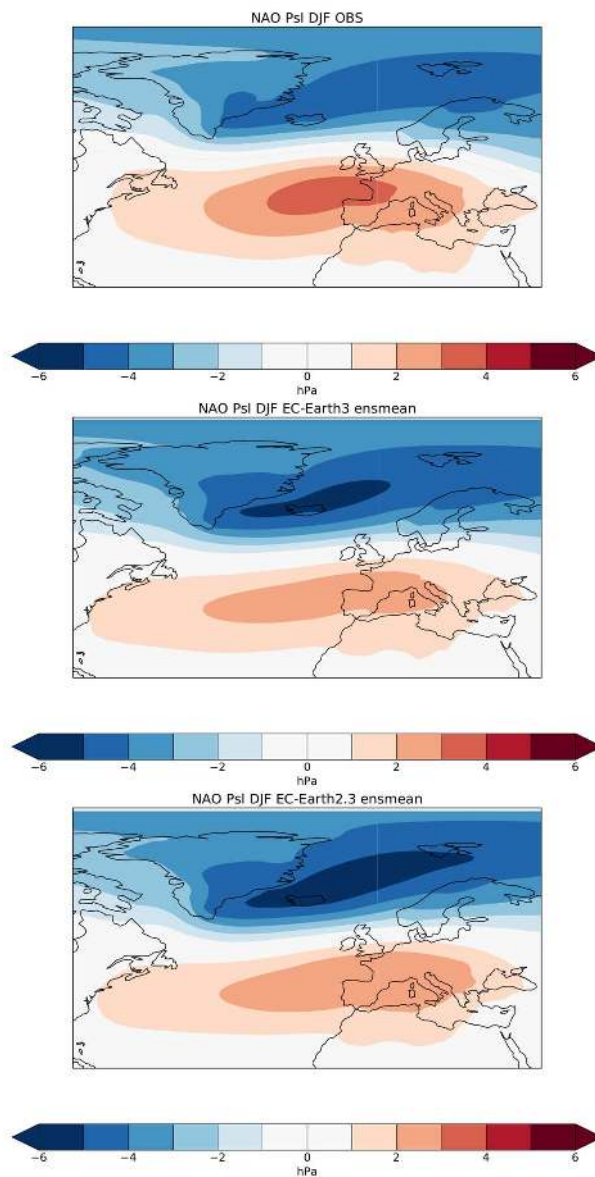 NAO Psl DJF OBS
−6 −4 −2 0 2 4 6
hPa
NAO Psl DJF EC-Earth3 ensmean
−6 −4 −2 0 2 4 6
hPa
NAO Psl DJF EC-Earth2.3 ensmean
−6 −4 −2 0 2 4 6
hPa